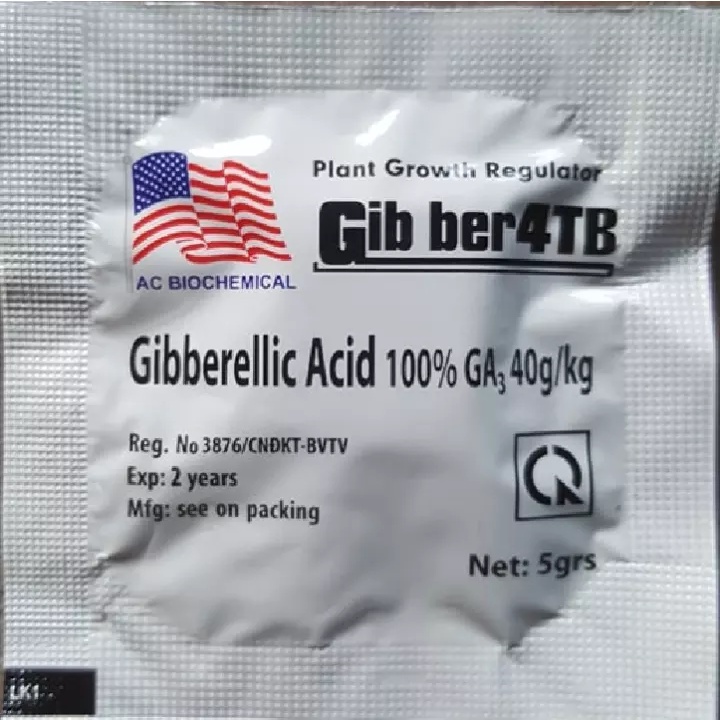 Plant Growth Regulator
Gib ber4TB
AC BIOCHEMICAL
Gibberellic Acid 100% GA₃ 40g/kg
Reg. No 3876/CNĐKT-BVTV
Exp: 2 years
Mfg: see on packing
Net: 5grs
LK1